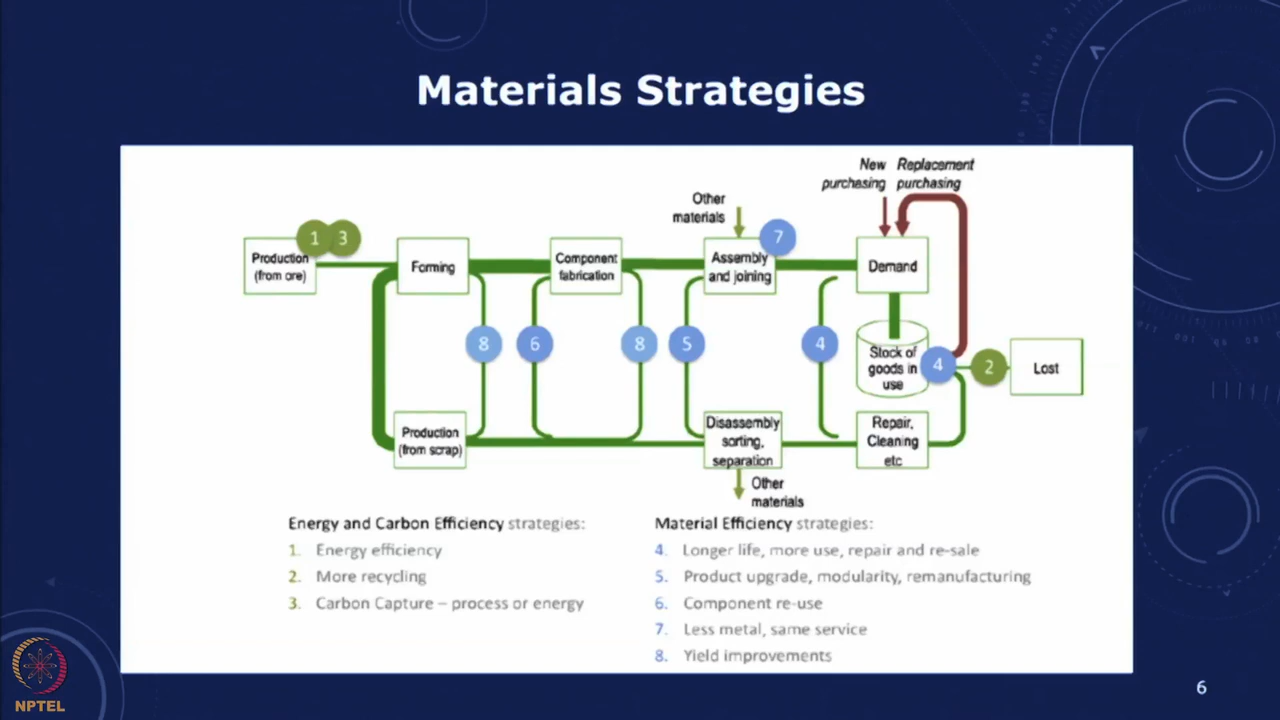 Materials Strategies
New Replacement
purchasing purchasing
Other
materials
1 3
7
Production
(from ore)
Forming
Component
fabrication
Assembly
and joining
Demand
8
6
8
5
4
Stock of
goods in
use
4
2
Lost
Production
(from scrap)
Disassembly
sorting,
separation
Repair,
Cleaning
etc
Other
materials
Energy and Carbon Efficiency strategies:
1. Energy efficiency
2. More recycling
3. Carbon Capture – process or energy
Material Efficiency strategies:
4. Longer life, more use, repair and re-sale
5. Product upgrade, modularity, remanufacturing
6. Component re-use
7. Less metal, same service
8. Yield improvements
NPTEL
6